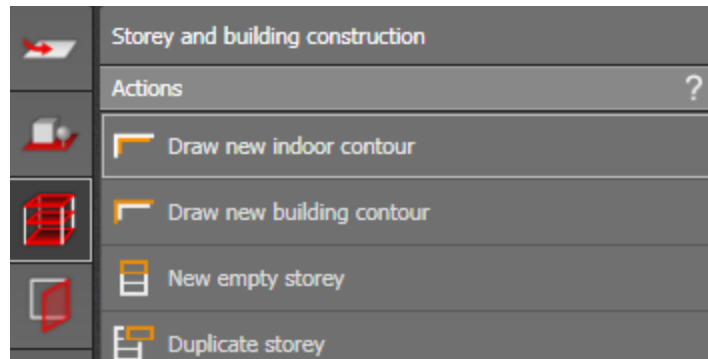 Storey and building construction
Actions ?
Draw new indoor contour
Draw new building contour
New empty storey
Duplicate storey